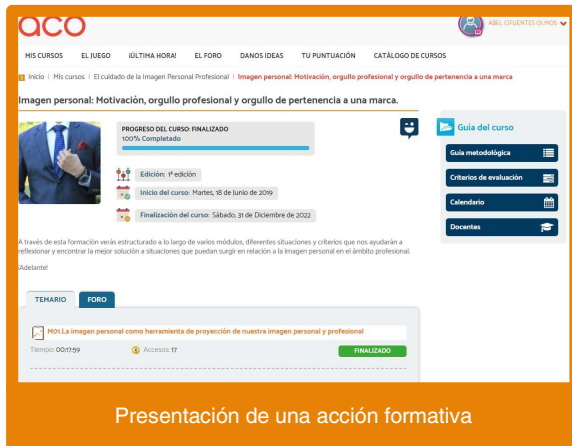 aco
ABEL CIFUENTES OLMOS
MIS CURSOS EL JUEGO ¡ÚLTIMA HORA! EL FORO DANOS IDEAS TU PUNTUACIÓN CATÁLOGO DE CURSOS
Inicio | Mis cursos | El cuidado de la Imagen Personal Profesional | Imagen personal: Motivación, orgullo profesional y orgullo de pertenencia a una marca
Imagen personal: Motivación, orgullo profesional y orgullo de pertenencia a una marca.
PROGRESO DEL CURSO: FINALIZADO
100% Completado
Edición: 1ª edición
Inicio del curso: Martes, 18 de Junio de 2019
Finalización del curso: Sábado, 31 de Diciembre de 2022
Guía del curso
Guía metodológica
Criterios de evaluación
Calendario
Docentes
A través de esta formación verás estructurado a lo largo de varios módulos, diferentes situaciones y criterios que nos ayudarán a
reflexionar y encontrar la mejor solución a situaciones que puedan surgir en relación a la imagen personal en el ámbito profesional.
¡Adelante!
TEMARIO FORO
M01.La imagen personal como herramienta de proyección de nuestra imagen personal y profesional
Tiempo: 00:17:59 Accesos: 17 FINALIZADO
Presentación de una acción formativa